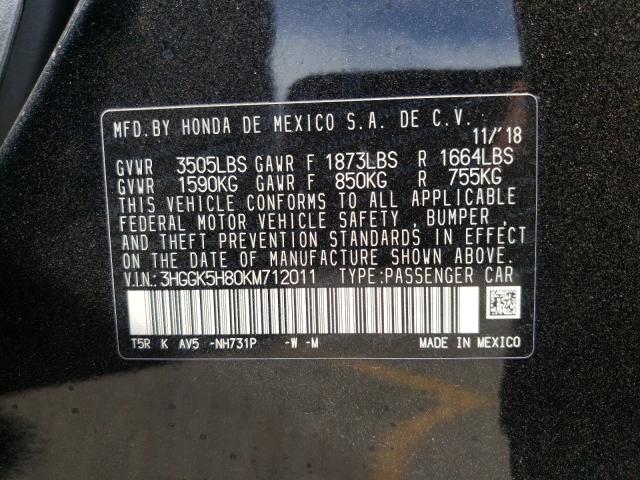 MFD.BY HONDA DE MEXICO S.A. DE C.V.
11/'18
GVWR 3505LBS GAWR F 1873LBS R 1664LBS
GVWR 1590KG GAWR F 850KG R 755KG
THIS VEHICLE CONFORMS TO ALL APPLICABLE
FEDERAL MOTOR VEHICLE SAFETY , BUMPER ,
AND THEFT PREVENTION STANDARDS IN EFFECT
ON THE DATE OF MANUFACTURE SHOWN ABOVE.
V.I.N.: 3HGGK5H80KM712011 TYPE:PASSENGER CAR
T5R K AV5 -NH731P -W -M MADE IN MEXICO